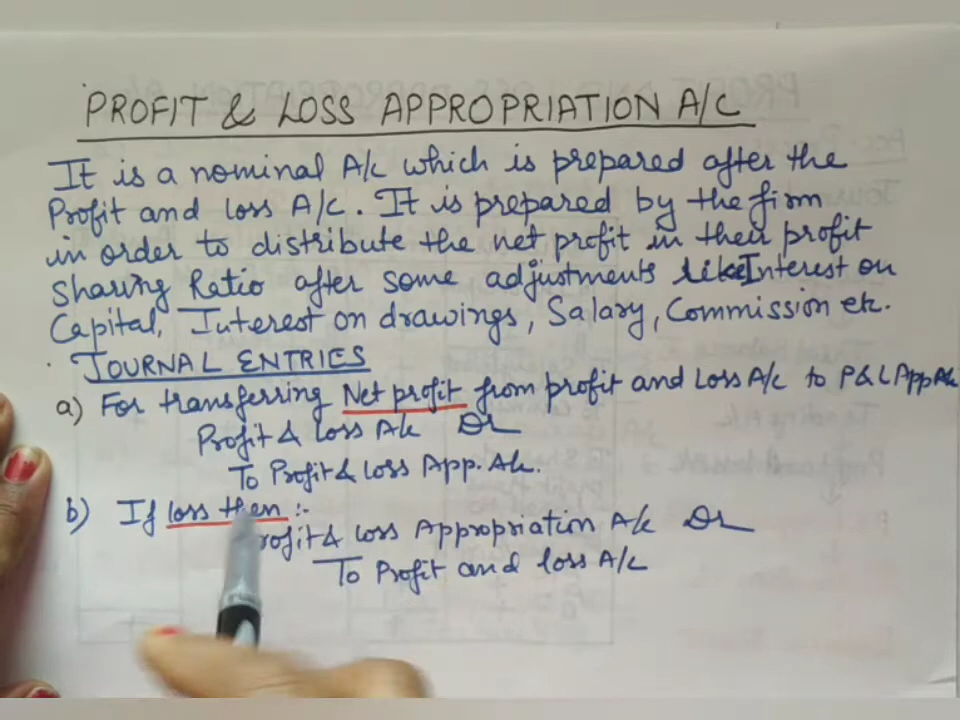 PROFIT & LOSS APPROPRIATION A/C
It is a nominal A/c which is prepared after the
Profit and loss A/c. It is prepared by the firm
in order to distribute the net profit in their profit
Sharing Ratio after some adjustments like Interest on
Capital, Interest on drawings, Salary, Commission etc.
JOURNAL ENTRIES
a) For transferring Net profit from profit and Loss A/c to P & L App A/c
Profit & loss A/c Dr
To Profit & loss App. A/c.
b) If loss then :-
rofit & loss Appropriation A/c Dr
To Profit and loss A/c